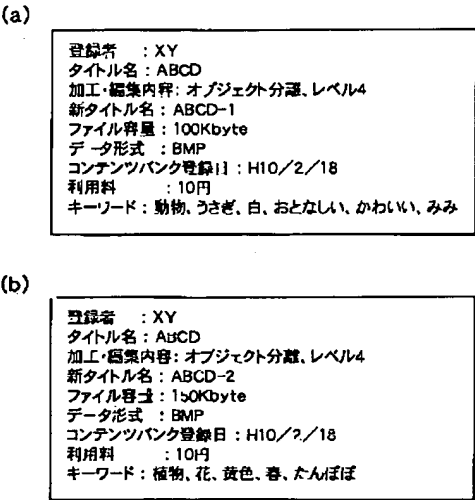 (a)
登録者 : XY
タイトル名 : ABCD
加工・編集内容: オブジェクト分離、レベル4
新タイトル名 : ABCD-1
ファイル容量 : 100Kbyte
データ形式 : BMP
コンテンツバンク登録日 : H10/2/18
利用料 : 10円
キーワード : 動物、うさぎ、白、おとなしい、かわいい、みみ
(b)
登録者 : XY
タイトル名 : ABCD
加工・編集内容: オブジェクト分離、レベル4
新タイトル名 : ABCD-2
ファイル容量 : 150Kbyte
データ形式 : BMP
コンテンツバンク登録日 : H10/2/18
利用料 : 10円
キーワード : 植物、花、黄色、春、たんぽぽ